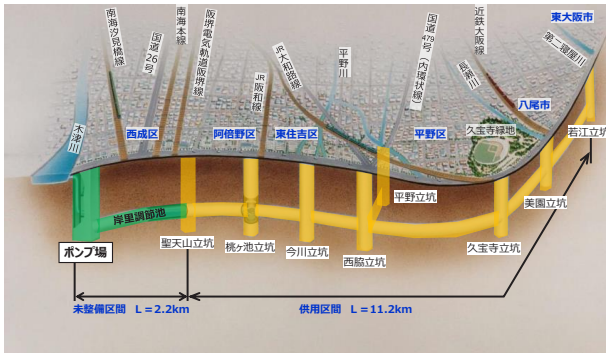 東大阪市
近鉄大阪線
国道479号(内環状線)
第二寝屋川
南海汐見橋線
国道26号
南海本線
阪堺電気軌道阪堺線
JR大和路線
平野川
長瀬川
八尾市
JR阪和線
木津川
西成区
阿倍野区
東住吉区
平野区
久宝寺緑地
若江立坑
美園立坑
平野立坑
岸里調節池
ポンプ場
聖天山立坑
桃ヶ池立坑
今川立坑
西脇立坑
久宝寺立坑
未整備区間 L=2.2km
供用区間 L=11.2km